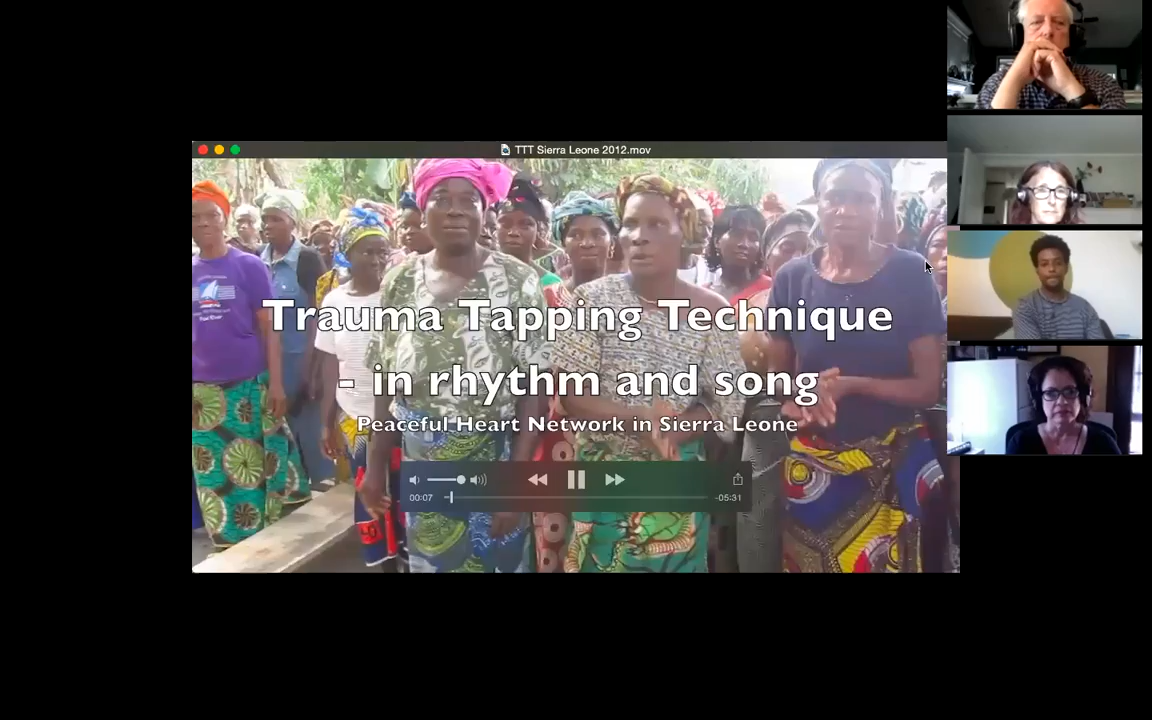 TTT Sierra Leone 2012.mov
Trauma Tapping Technique
- in rhythm and song
Peaceful Heart Network in Sierra Leone
00:07
-05:31